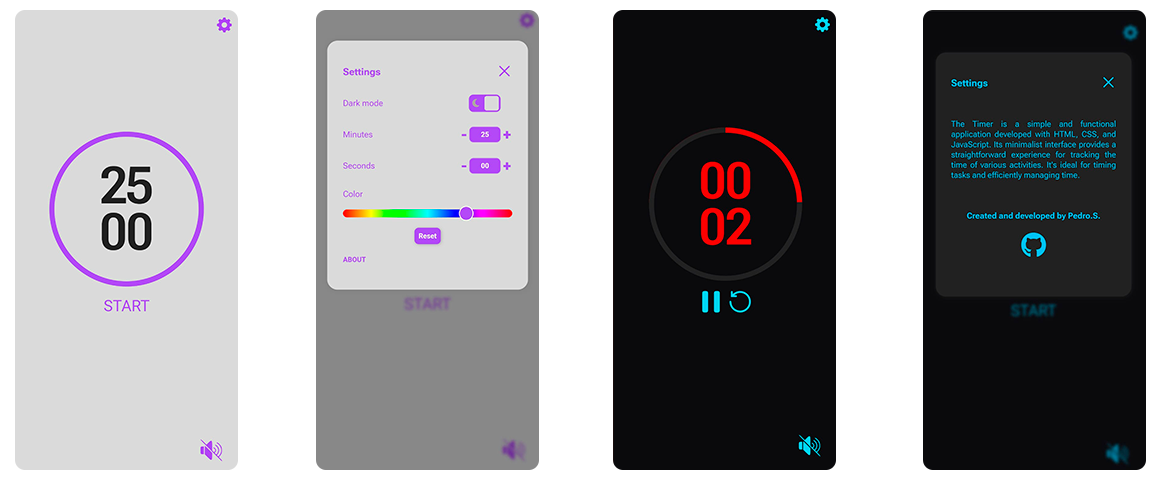 25
00
START
Settings
Dark mode
Minutes
- 25 +
Seconds
- 00 +
Color
Reset
ABOUT
START
00
02
Settings
The Timer is a simple and functional
application developed with HTML, CSS, and
JavaScript. Its minimalist interface provides a
straightforward experience for tracking the
time of various activities. It's ideal for timing
tasks and efficiently managing time.
Created and developed by Pedro.S.
START